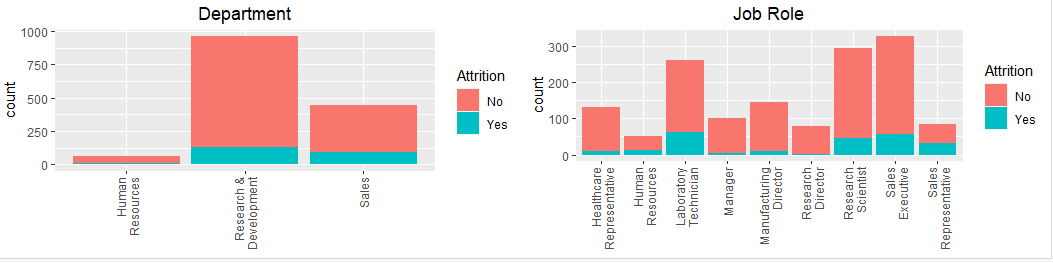 Department
1000
750
500
250
0
count
Human
Resources
Research &
Development
Sales
Attrition
No
Yes
Job Role
300
200
100
0
count
Healthcare
Representative
Human
Resources
Laboratory
Technician
Manager
Manufacturing
Director
Research
Director
Research
Scientist
Sales
Executive
Sales
Representative
Attrition
No
Yes